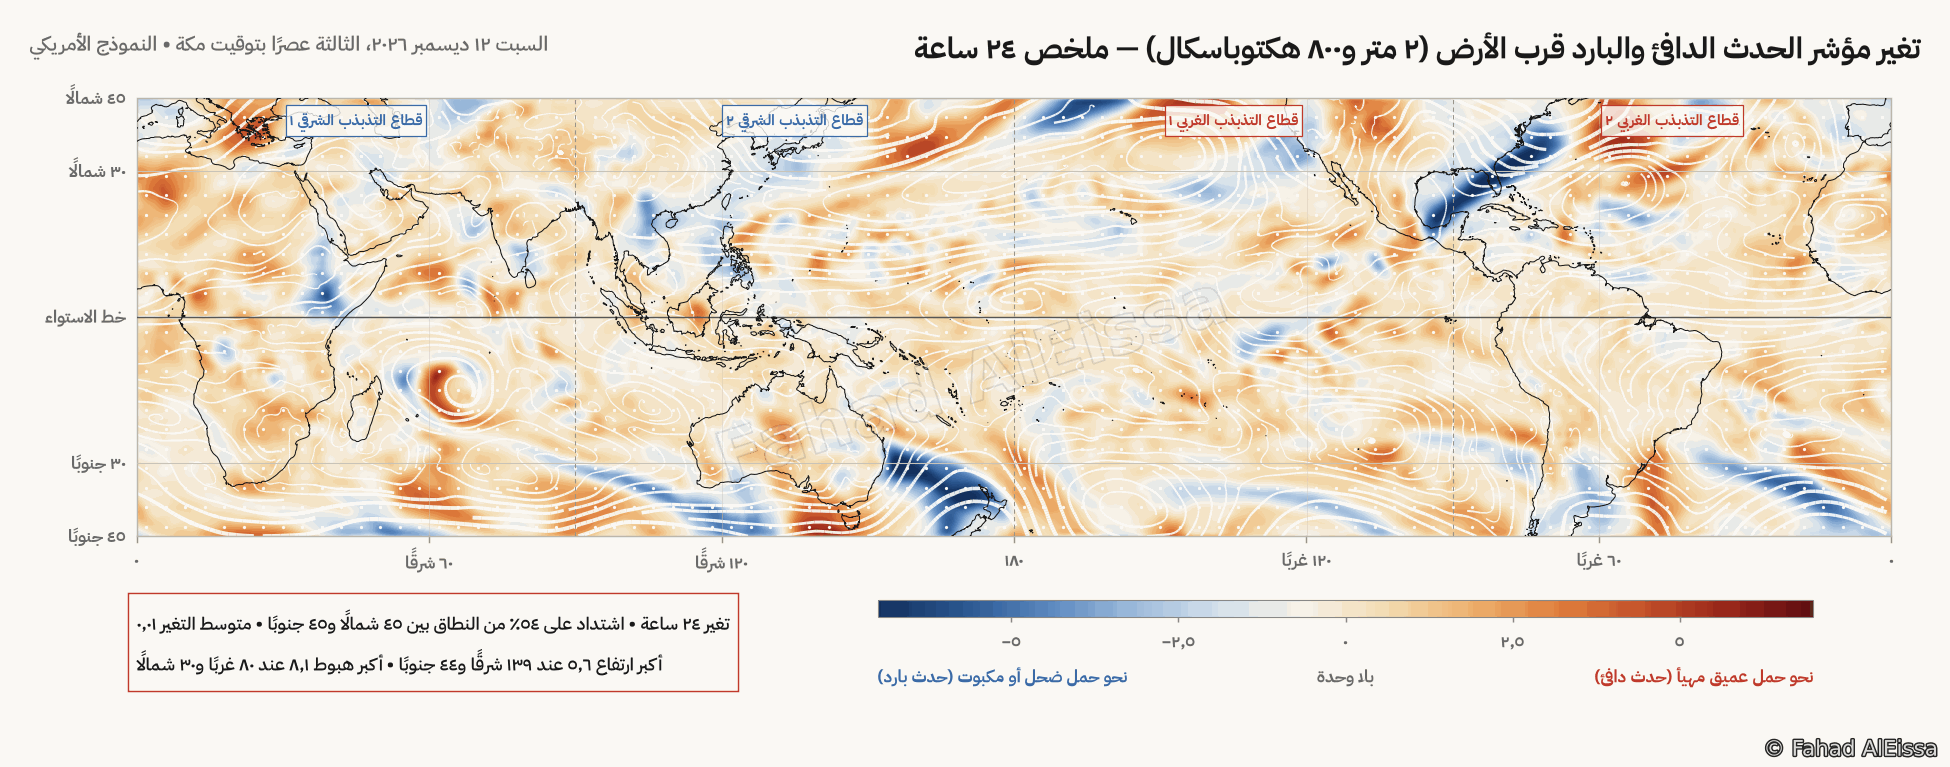 تغير مؤشر الحدث الدافئ والبارد قرب الأرض (٢ متر و٨٠٠ هكتوباسكال) — ملخص ٢٤ ساعة
السبت ١٢ ديسمبر ٢٠٢٦، الثالثة عصرًا بتوقيت مكة • النموذج الأمريكي
قطاع التذبذب الشرقي ١
قطاع التذبذب الشرقي ٢
قطاع التذبذب الغربي ١
قطاع التذبذب الغربي ٢
٤٥ شمالًا
٣٠ شمالًا
خط الاستواء
٣٠ جنوبًا
٤٥ جنوبًا
٠
٦٠ شرقًا
١٢٠ شرقًا
١٨٠
١٢٠ غربًا
٦٠ غربًا
٠
Fahad AlEissa
تغير ٢٤ ساعة • اشتداد على ٥٤٪ من النطاق بين ٤٥ شمالًا و٤٥ جنوبًا • متوسط التغير ٠,٠١
أكبر ارتفاع ٥,٦ عند ١٣٩ شرقًا و٤٤ جنوبًا • أكبر هبوط ٨,١ عند ٨٠ غربًا و٣٠ شمالًا
−٥
−٢,٥
٠
٢,٥
٥
نحو حمل ضحل أو مكبوت (حدث بارد)
بلا وحدة
نحو حمل عميق مهيأ (حدث دافئ)
© Fahad AlEissa